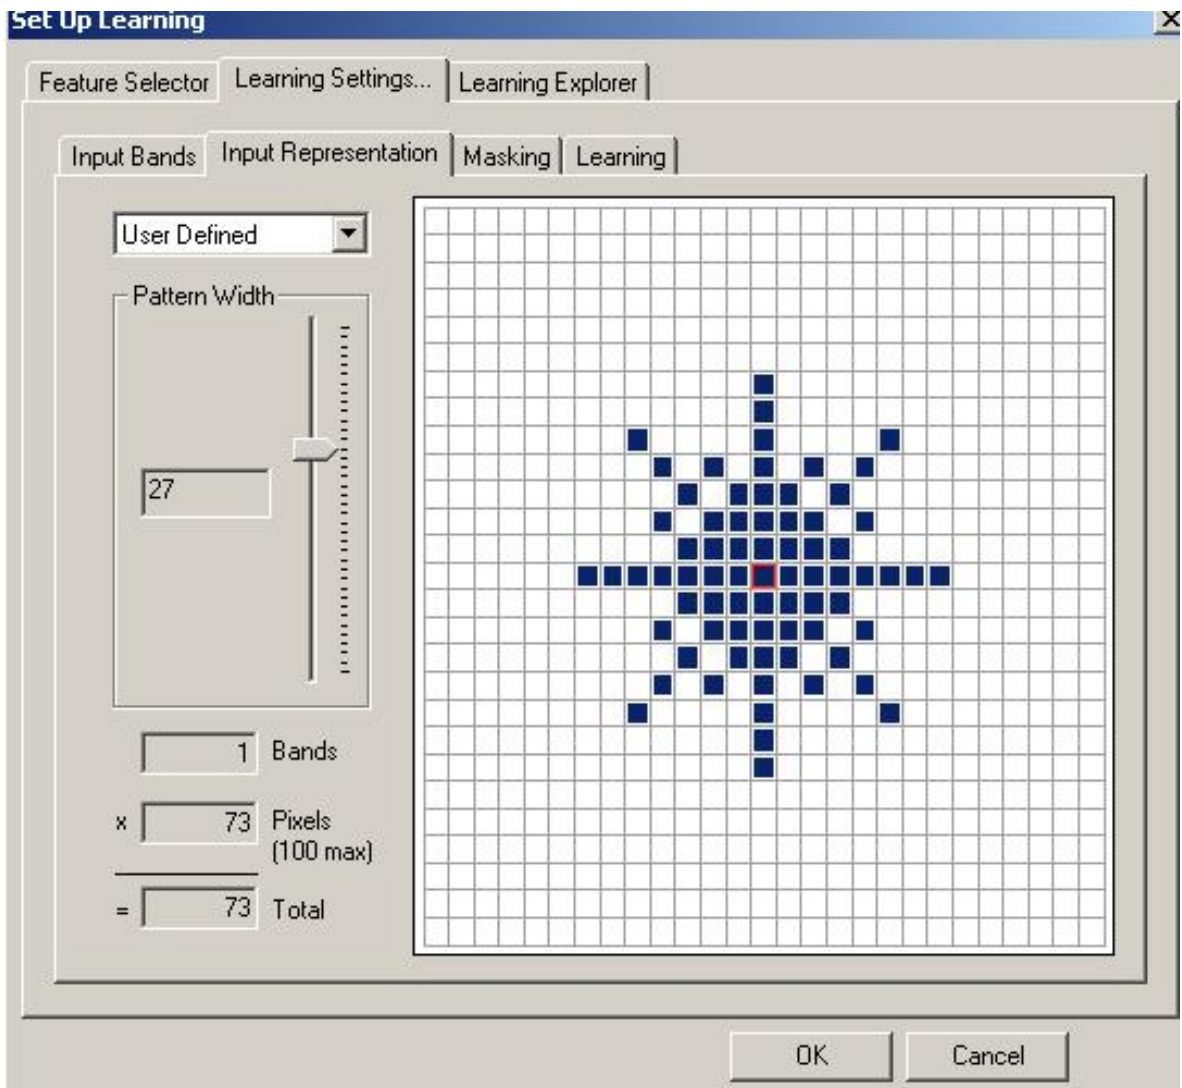 Set Up Learning
Feature Selector
Learning Settings...
Learning Explorer
Input Bands
Input Representation
Masking
Learning
User Defined
Pattern Width
27
1 Bands
x 73 Pixels
(100 max)
= 73 Total
OK
Cancel